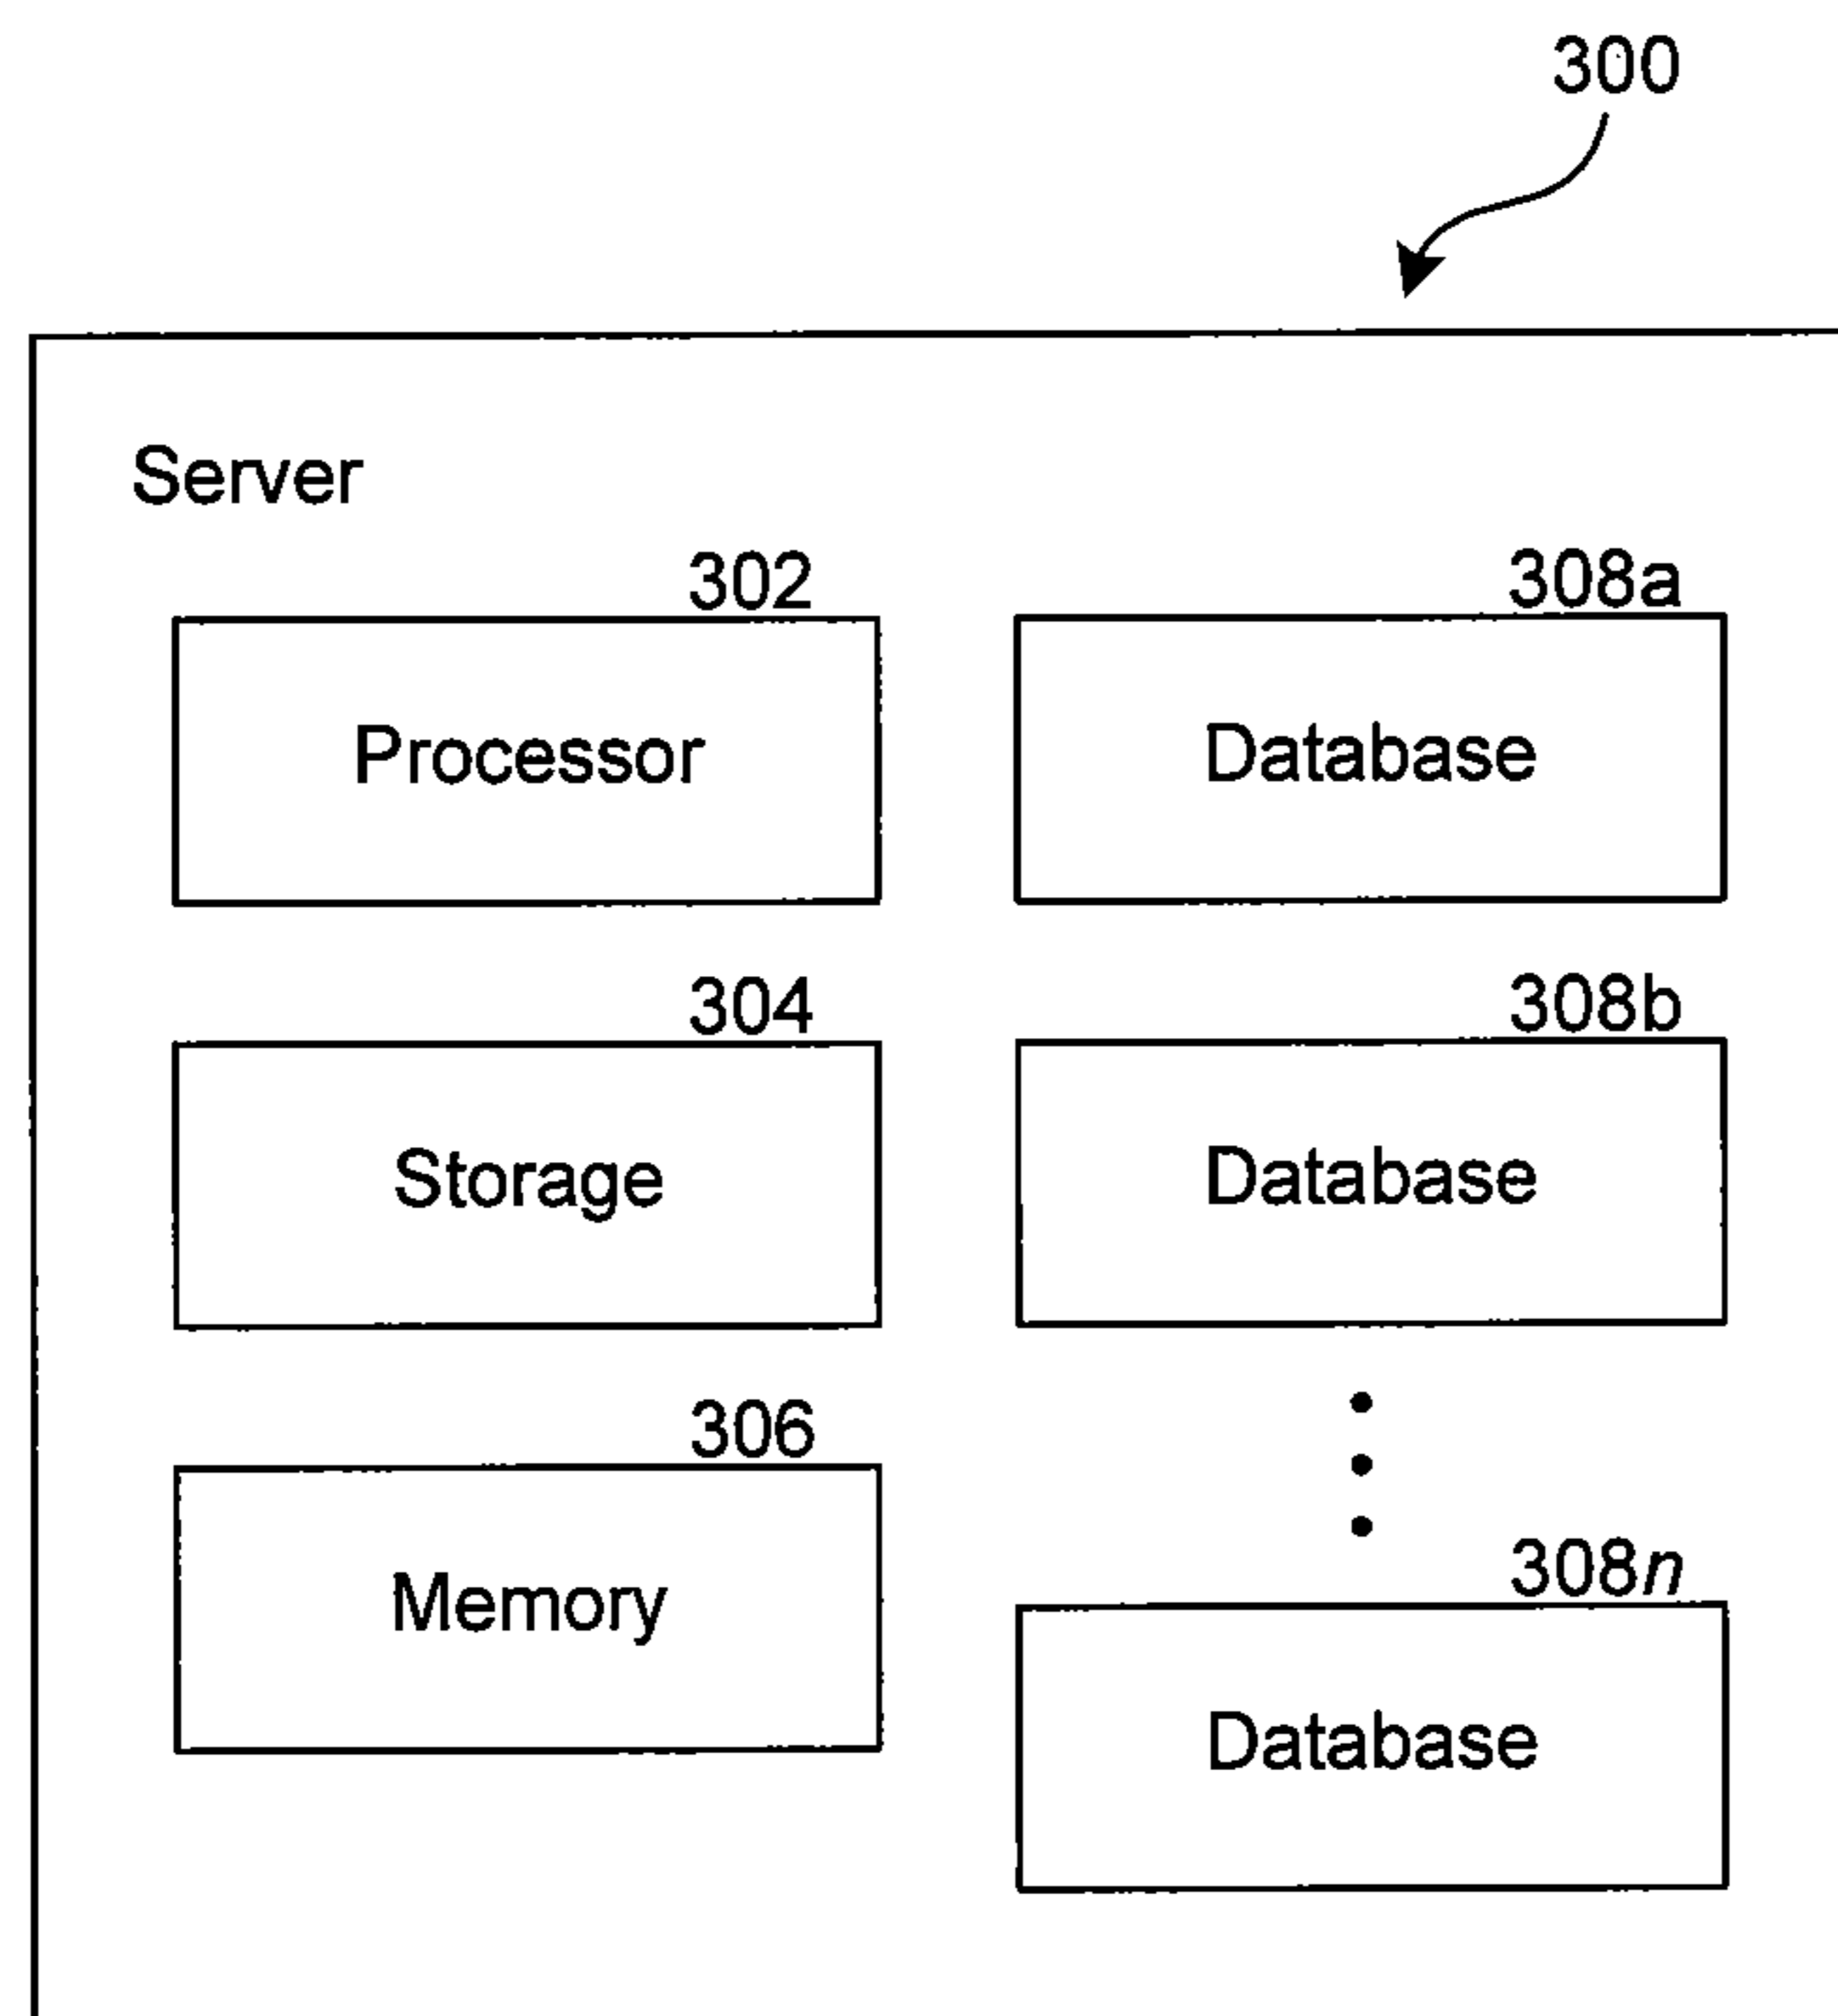 300
Server
302
Processor
308a
Database
304
Storage
308b
Database
306
Memory
308n
Database